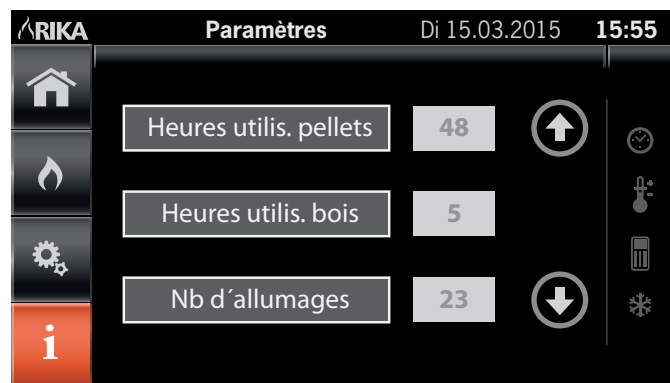 RIKA Paramètres Di 15.03.2015 15:55
Heures utilis. pellets 48
Heures utilis. bois 5
Nb d´allumages 23
i